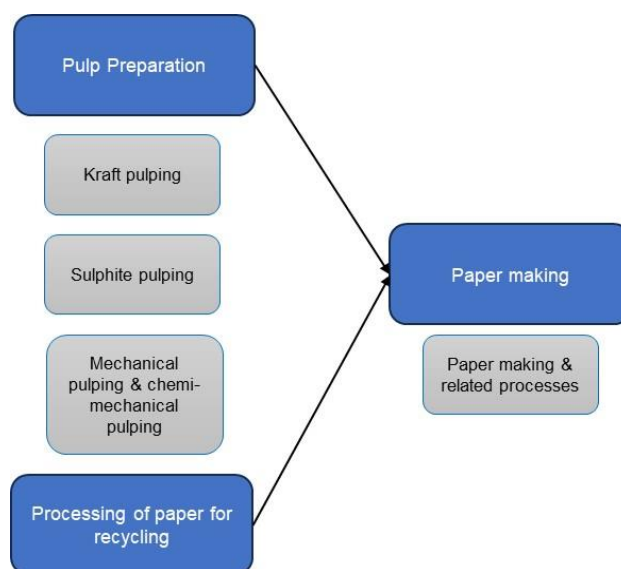 Pulp Preparation
Kraft pulping
Sulphite pulping
Mechanical
pulping & chemi-
mechanical
pulping
Processing of paper for
recycling
Paper making
Paper making &
related processes